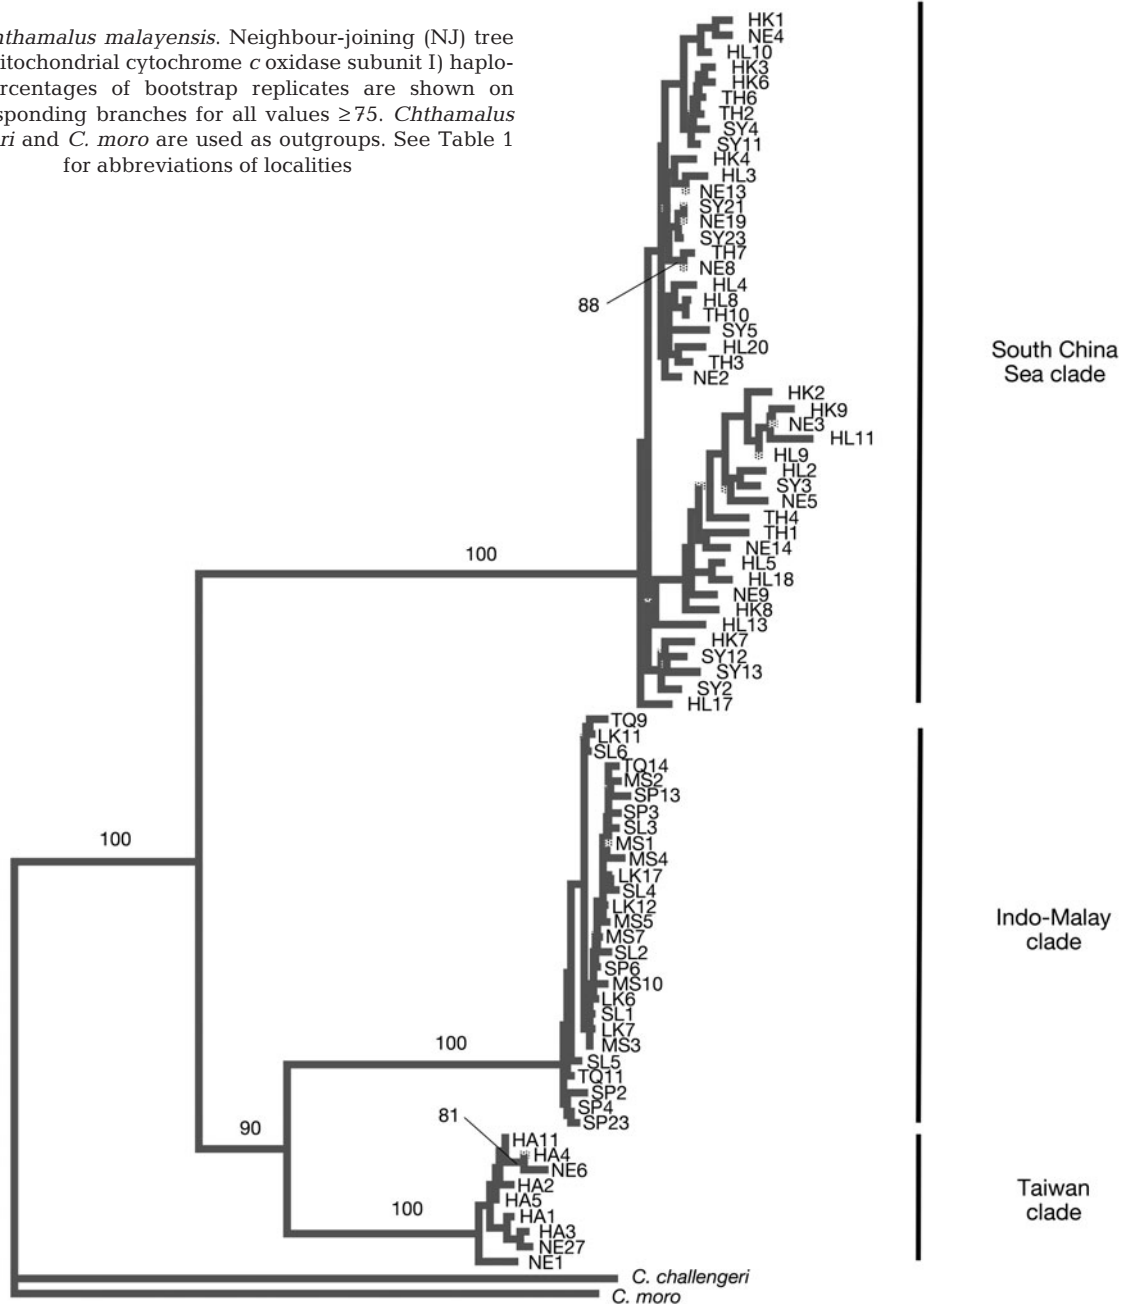 nthamalus malayensis. Neighbour-joining (NJ) tree
itochondrial cytochrome c oxidase subunit I) haplo-
rcentages of bootstrap replicates are shown on
sponding branches for all values ≥75. Chthamalus
ri and C. moro are used as outgroups. See Table 1
for abbreviations of localities
HK1
NE4
HL10
HK3
HK6
TH6
TH2
SY4
SY11
HK4
HL3
NE13
SY21
NE19
SY23
TH7
NE8
88
HL4
HL8
TH10
SY5
HL20
TH3
NE2
South China
Sea clade
HK2
HK9
NE3
HL11
HL9
HL2
SY3
NE5
TH4
TH1
NE14
100
HL5
HL18
NE9
HK8
HL13
HK7
SY12
SY13
SY2
HL17
TQ9
LK11
SL6
TQ14
MS2
SP13
SP3
SL3
100
MS1
MS4
LK17
SL4
LK12
MS5
MS7
SL2
SP6
MS10
LK6
SL1
LK7
MS3
Indo-Malay
clade
100
SL5
TQ11
SP2
SP4
SP23
81
90
HA11
HA4
NE6
HA2
HA5
100
HA1
HA3
NE27
NE1
Taiwan
clade
C. challengeri
C. moro